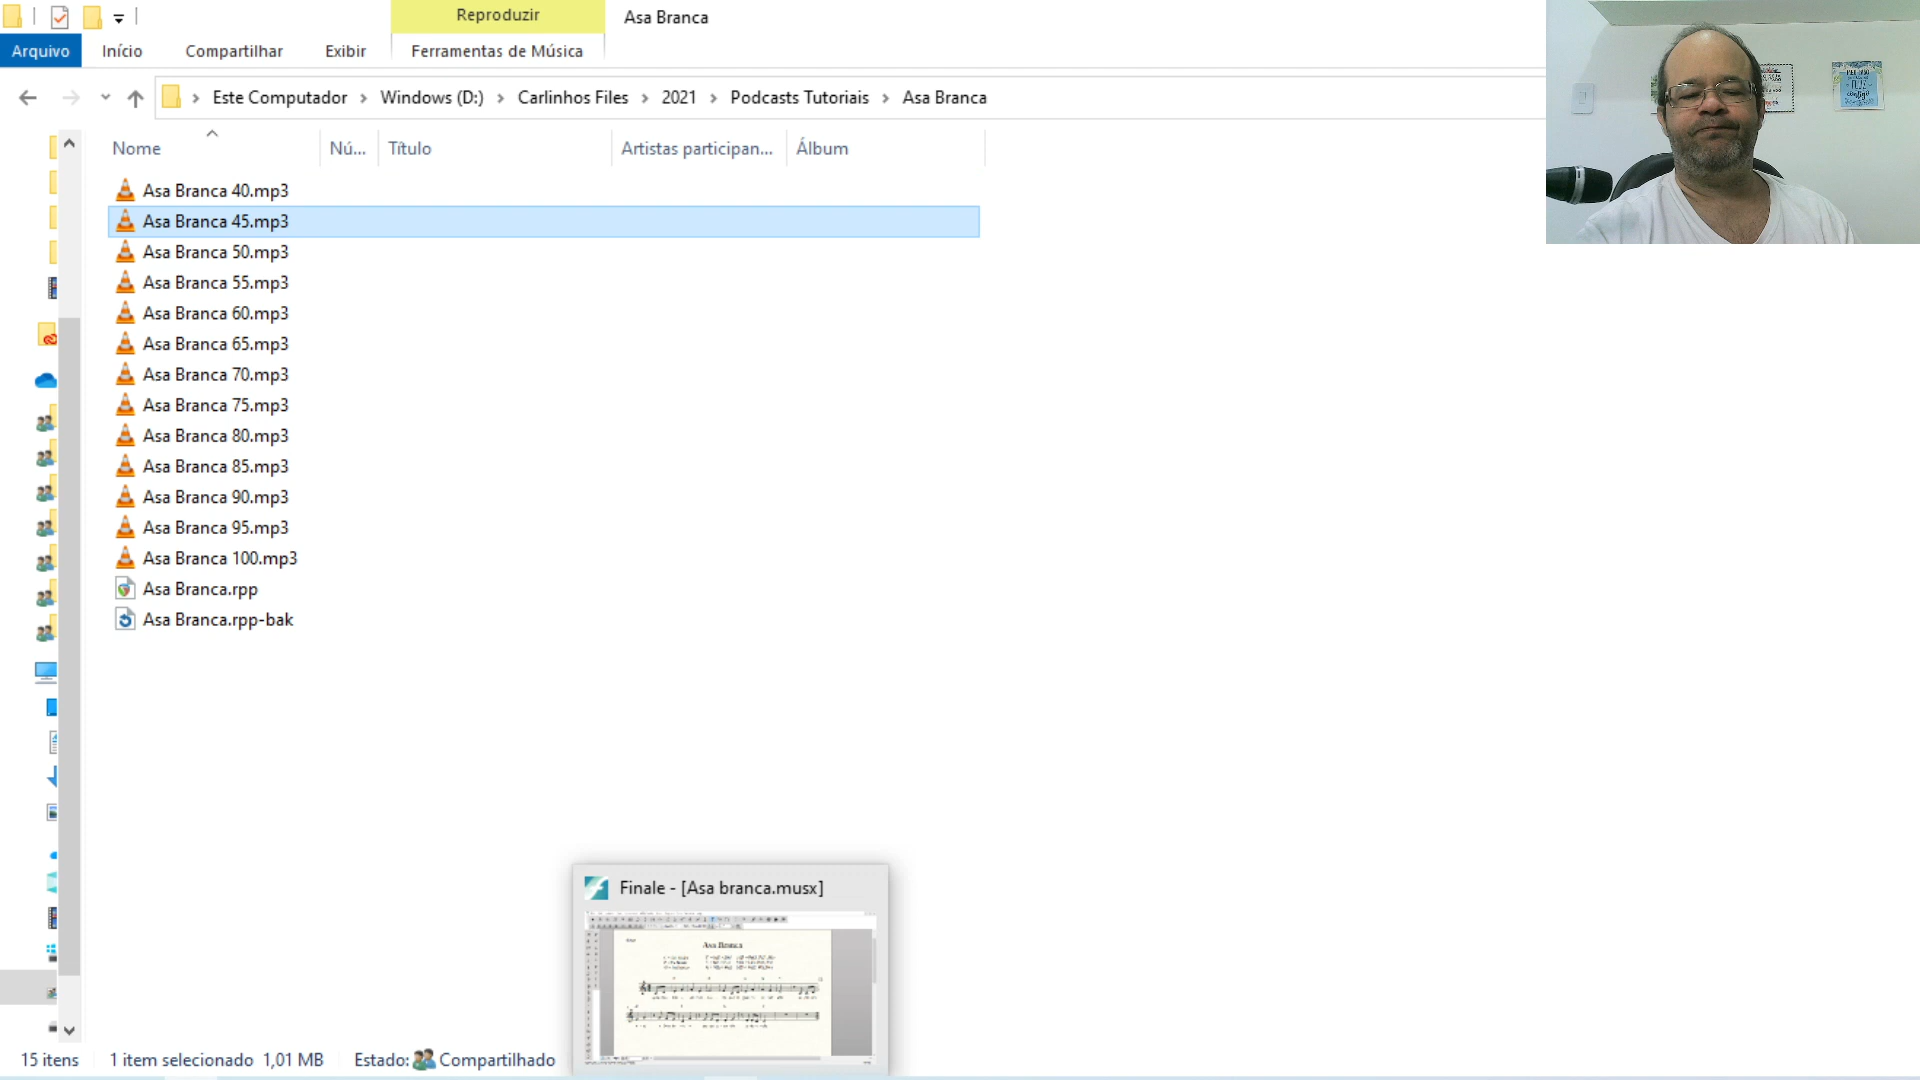 Reproduzir
Asa Branca
Arquivo
Início
Compartilhar
Exibir
Ferramentas de Música
Este Computador
Windows (D:)
Carlinhos Files
2021
Podcasts Tutoriais
Asa Branca
Nome
Nú...
Título
Artistas participan...
Álbum
Asa Branca 40.mp3
Asa Branca 45.mp3
Asa Branca 50.mp3
Asa Branca 55.mp3
Asa Branca 60.mp3
Asa Branca 65.mp3
Asa Branca 70.mp3
Asa Branca 75.mp3
Asa Branca 80.mp3
Asa Branca 85.mp3
Asa Branca 90.mp3
Asa Branca 95.mp3
Asa Branca 100.mp3
Asa Branca.rpp
Asa Branca.rpp-bak
Finale - [Asa branca.musx]
Asa Branca
15 itens
1 item selecionado 1,01 MB
Estado: Compartilhado